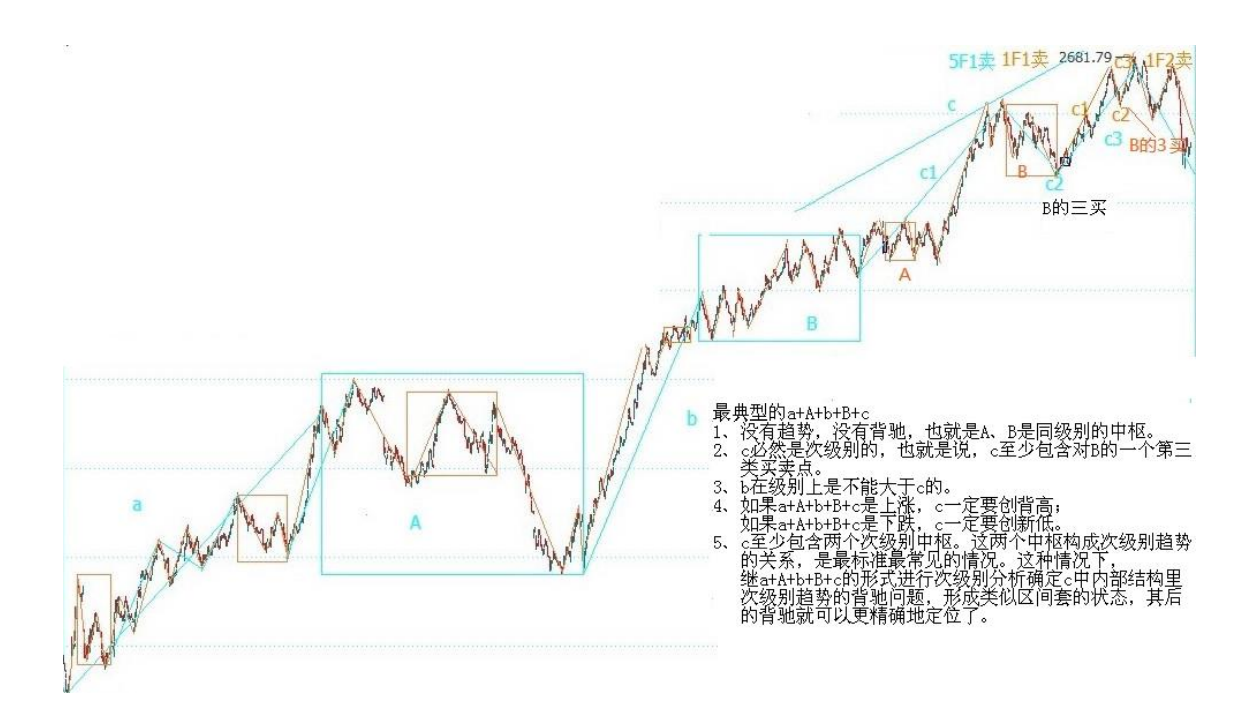 5F1卖 1F1卖 2681.79 c3 1F2卖
c c1 c2
c1 c3 B的3买
B c2
B的三买
A
B
b
a
A
最典型的a+A+b+B+c
1、没有趋势，没有背驰，也就是A、B是同级别的中枢。
2、c必然是次级别的，也就是说，c至少包含对B的一个第三
类买卖点。
3、b在级别上是不能大于c的。
4、如果a+A+b+B+c是上涨，c一定要创背高；
如果a+A+b+B+c是下跌，c一定要创新低。
5、c至少包含两个次级别中枢。这两个中枢构成次级别趋势
的关系，是最标准最常见的情况。这种情况下，
继a+A+b+B+c的形式进行次级别分析确定c中内部结构里
次级别趋势的背驰问题，形成类似区间套的状态，其后
的背驰就可以更精确地定位了。